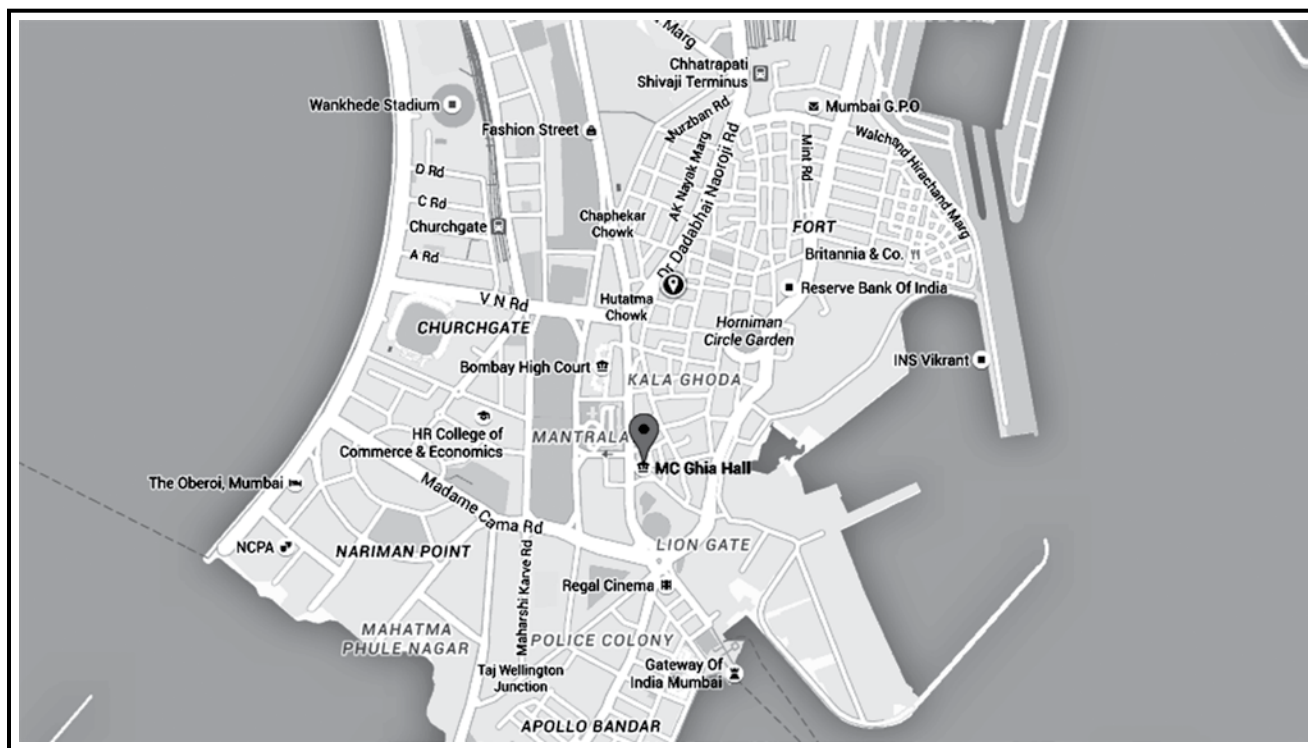 Marg
Chhatrapati
Shivaji Terminus
Wankhede Stadium
Mumbai G.P.O
Fashion Street
Murzban Rd
AK Nayak Marg
Dr Dadabhai Naoroji Rd
Mint Rd
Walchand Hirachand Marg
D Rd
C Rd
Churchgate
A Rd
Chaphekar
Chowk
FORT
Britannia & Co.
Reserve Bank Of India
V N Rd
Hutatma
Chowk
CHURCHGATE
Horniman
Circle Garden
INS Vikrant
Bombay High Court
KALA GHODA
HR College of
Commerce & Economics
MANTRALA
MC Ghia Hall
The Oberoi, Mumbai
Madame Cama Rd
NCPA
NARIMAN POINT
LION GATE
Maharshi Karve Rd
Regal Cinema
MAHATMA
PHULE NAGAR
POLICE COLONY
Taj Wellington
Junction
Gateway Of
India Mumbai
APOLLO BANDAR